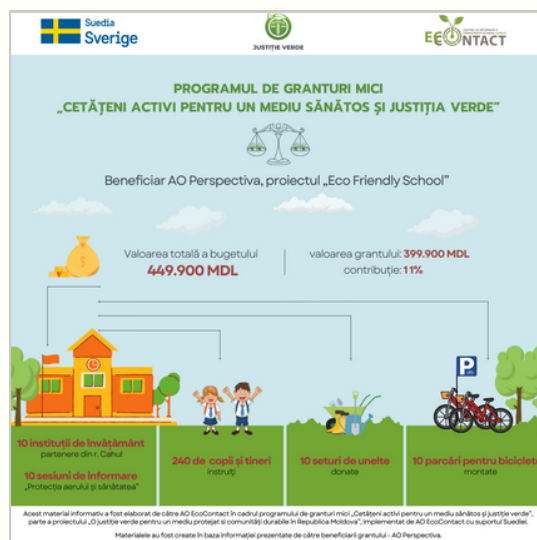 Suedia
Sverige
JUSTIȚIE VERDE
ECONTACT
PROGRAMUL DE GRANTURI MICI
„CETĂȚENI ACTIVI PENTRU UN MEDIU SĂNĂTOS ȘI JUSTIȚIA VERDE”
Beneficiar AO Perspectiva, proiectul „Eco Friendly School”
Valoarea totală a bugetului
449.900 MDL
valoarea grantului: 399.900 MDL
contribuție: 11%
10 instituții de învățământ
partenere din r. Cahul
10 sesiuni de informare
„Protecția aerului și sănătatea”
240 de copii și tineri
instruiți
10 seturi de unelte
donate
P
10 parcări pentru biciclete
montate
Acest material informativ a fost elaborat de către AO EcoContact în cadrul programului de granturi mici „Cetățeni activi pentru un mediu sănătos și justiție verde”,
parte a proiectului „O justiție verde pentru un mediu protejat și comunități durabile în Republica Moldova”, implementat de AO EcoContact cu suportul Suediei.
Materialele au fost create în baza informației prezentate de către beneficiarii grantului - AO Perspectiva.